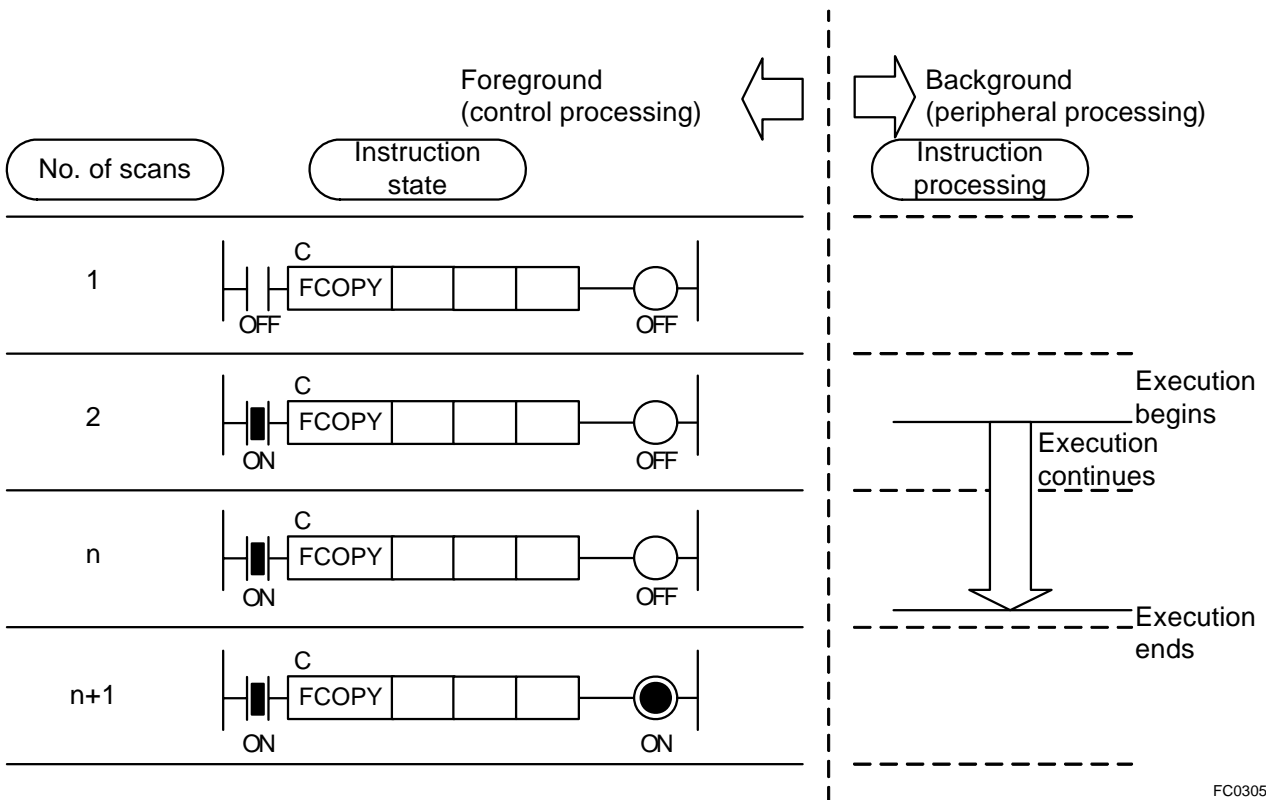 Foreground
(control processing)
Background
(peripheral processing)
No. of scans
Instruction
state
Instruction
processing
1
C
FCOPY
OFF
OFF
2
C
FCOPY
ON
OFF
Execution
begins
Execution
continues
n
C
FCOPY
ON
OFF
Execution
ends
n+1
C
FCOPY
ON
ON
FC0305